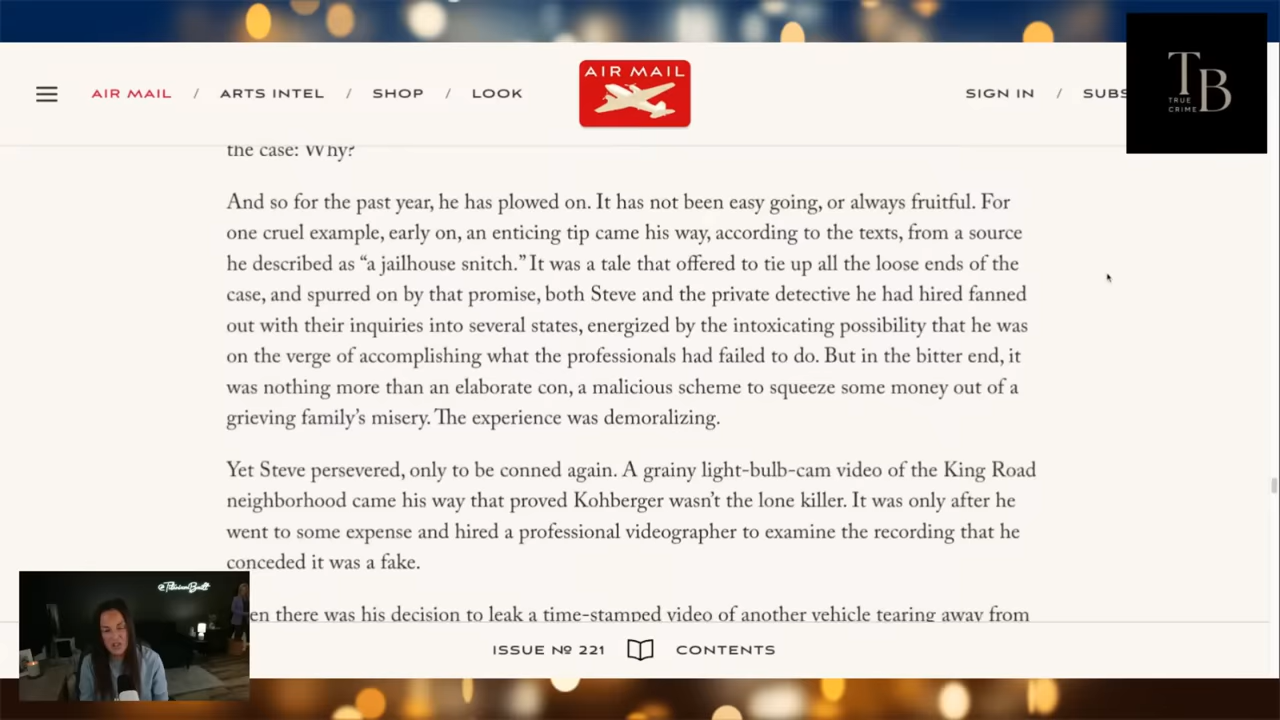 AIR MAIL / ARTS INTEL / SHOP / LOOK
AIR MAIL
SIGN IN / SUBS
TB
TRUE
CRIME
the case: Why?
And so for the past year, he has plowed on. It has not been easy going, or always fruitful. For
one cruel example, early on, an enticing tip came his way, according to the texts, from a source
he described as “a jailhouse snitch.” It was a tale that offered to tie up all the loose ends of the
case, and spurred on by that promise, both Steve and the private detective he had hired fanned
out with their inquiries into several states, energized by the intoxicating possibility that he was
on the verge of accomplishing what the professionals had failed to do. But in the bitter end, it
was nothing more than an elaborate con, a malicious scheme to squeeze some money out of a
grieving family’s misery. The experience was demoralizing.
Yet Steve persevered, only to be conned again. A grainy light-bulb-cam video of the King Road
neighborhood came his way that proved Kohberger wasn’t the lone killer. It was only after he
went to some expense and hired a professional videographer to examine the recording that he
conceded it was a fake.
en there was his decision to leak a time-stamped video of another vehicle tearing away from
ISSUE № 221 CONTENTS